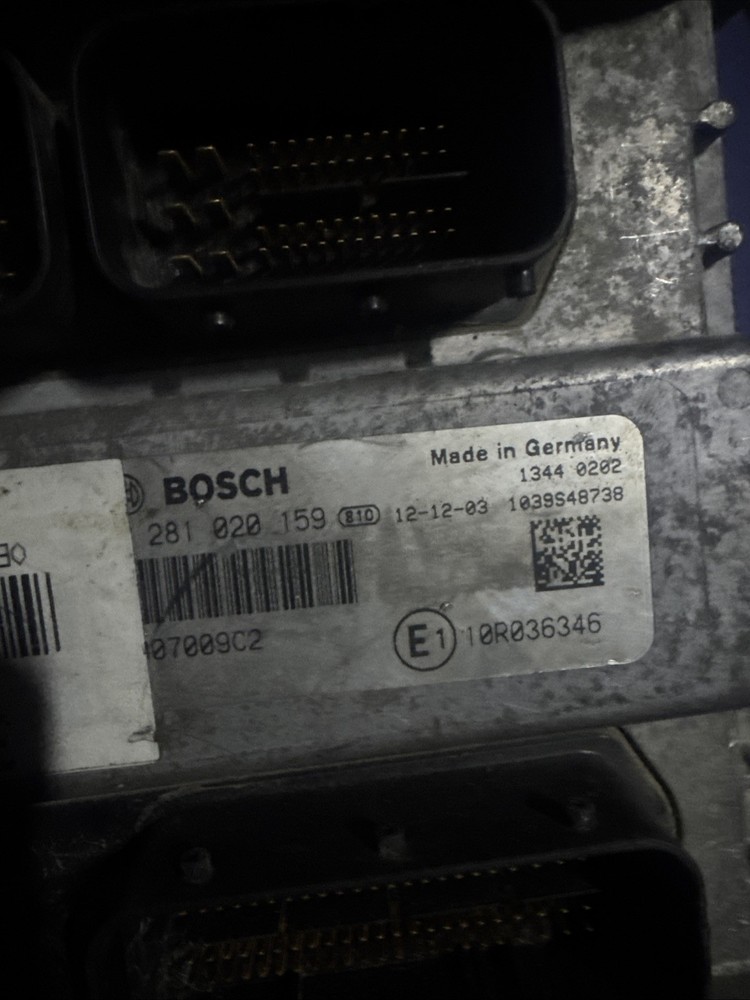 Made in Germany
BOSCH
1344 0202
281 020 159 810 12-12-03 1039S48738
07009C2
E1 10R036346